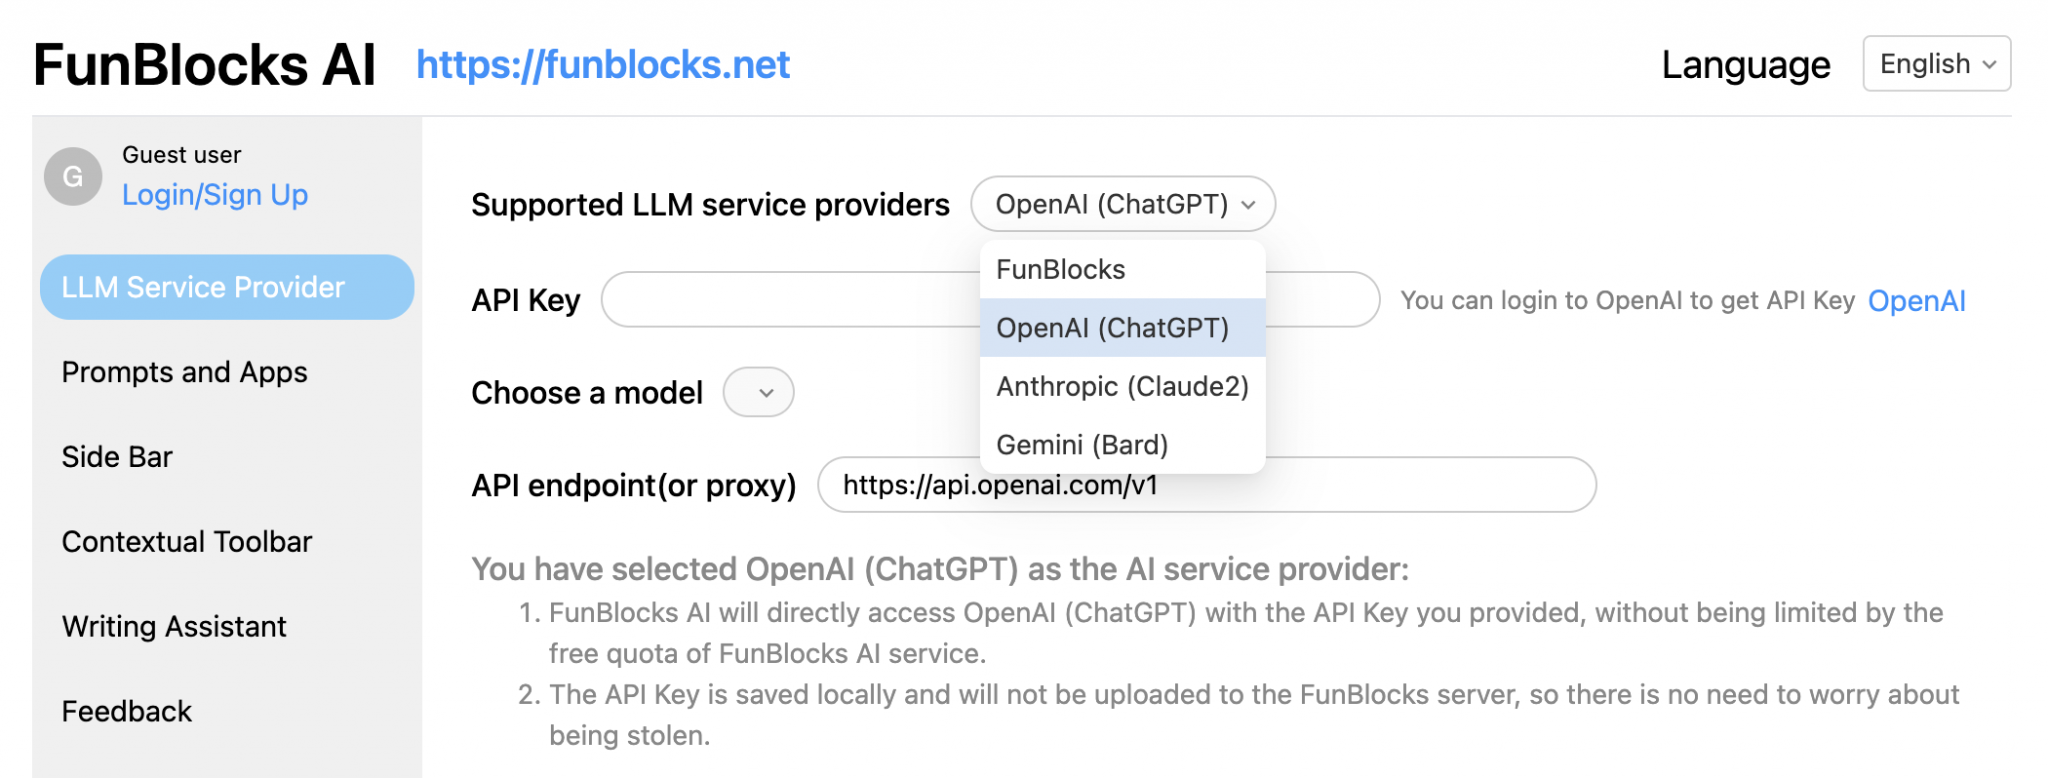 FunBlocks AI https://funblocks.net Language English
G
Guest user
Login/Sign Up
LLM Service Provider
Prompts and Apps
Side Bar
Contextual Toolbar
Writing Assistant
Feedback
Supported LLM service providers OpenAI (ChatGPT)
FunBlocks
OpenAI (ChatGPT)
Anthropic (Claude2)
Gemini (Bard)
API Key You can login to OpenAI to get API Key OpenAI
Choose a model
API endpoint(or proxy) https://api.openai.com/v1
You have selected OpenAI (ChatGPT) as the AI service provider:
1. FunBlocks AI will directly access OpenAI (ChatGPT) with the API Key you provided, without being limited by the
free quota of FunBlocks AI service.
2. The API Key is saved locally and will not be uploaded to the FunBlocks server, so there is no need to worry about
being stolen.